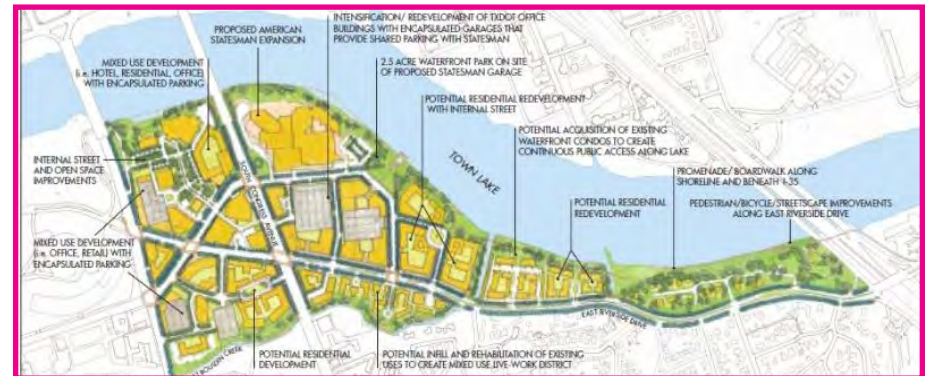 INTENSIFICATION/ REDEVELOPMENT OF TXDOT OFFICE
BUILDINGS WITH ENCAPSULATED GARAGES THAT
PROVIDE SHARED PARKING WITH STATESMAN
PROPOSED AMERICAN
STATESMAN EXPANSION
MIXED USE DEVELOPMENT
(i.e. HOTEL, RESIDENTIAL, OFFICE)
WITH ENCAPSULATED PARKING
2.5 ACRE WATERFRONT PARK ON SITE
OF PROPOSED STATESMAN GARAGE
POTENTIAL RESIDENTIAL REDEVELOPMENT
WITH INTERNAL STREET
POTENTIAL ACQUISITION OF EXISTING
WATERFRONT CONDOS TO CREATE
CONTINUOUS PUBLIC ACCESS ALONG LAKE
TOWN LAKE
INTERNAL STREET
AND OPEN SPACE
IMPROVEMENTS
PROMENADE/ BOARDWALK ALONG
SHORELINE AND BENEATH I-35
POTENTIAL RESIDENTIAL
REDEVELOPMENT
PEDESTRIAN/BICYCLE/STREETSCAPE IMPROVEMENTS
ALONG EAST RIVERSIDE DRIVE
SOUTH CONGRESS AVENUE
MIXED USE DEVELOPMENT
(i.e. OFFICE, RETAIL) WITH
ENCAPSULATED PARKING
EAST RIVERSIDE DRIVE
BOULDIN CREEK
POTENTIAL RESIDENTIAL
DEVELOPMENT
POTENTIAL INFILL AND REHABILITATION OF EXISTING
USES TO CREATE MIXED USE LIVE-WORK DISTRICT